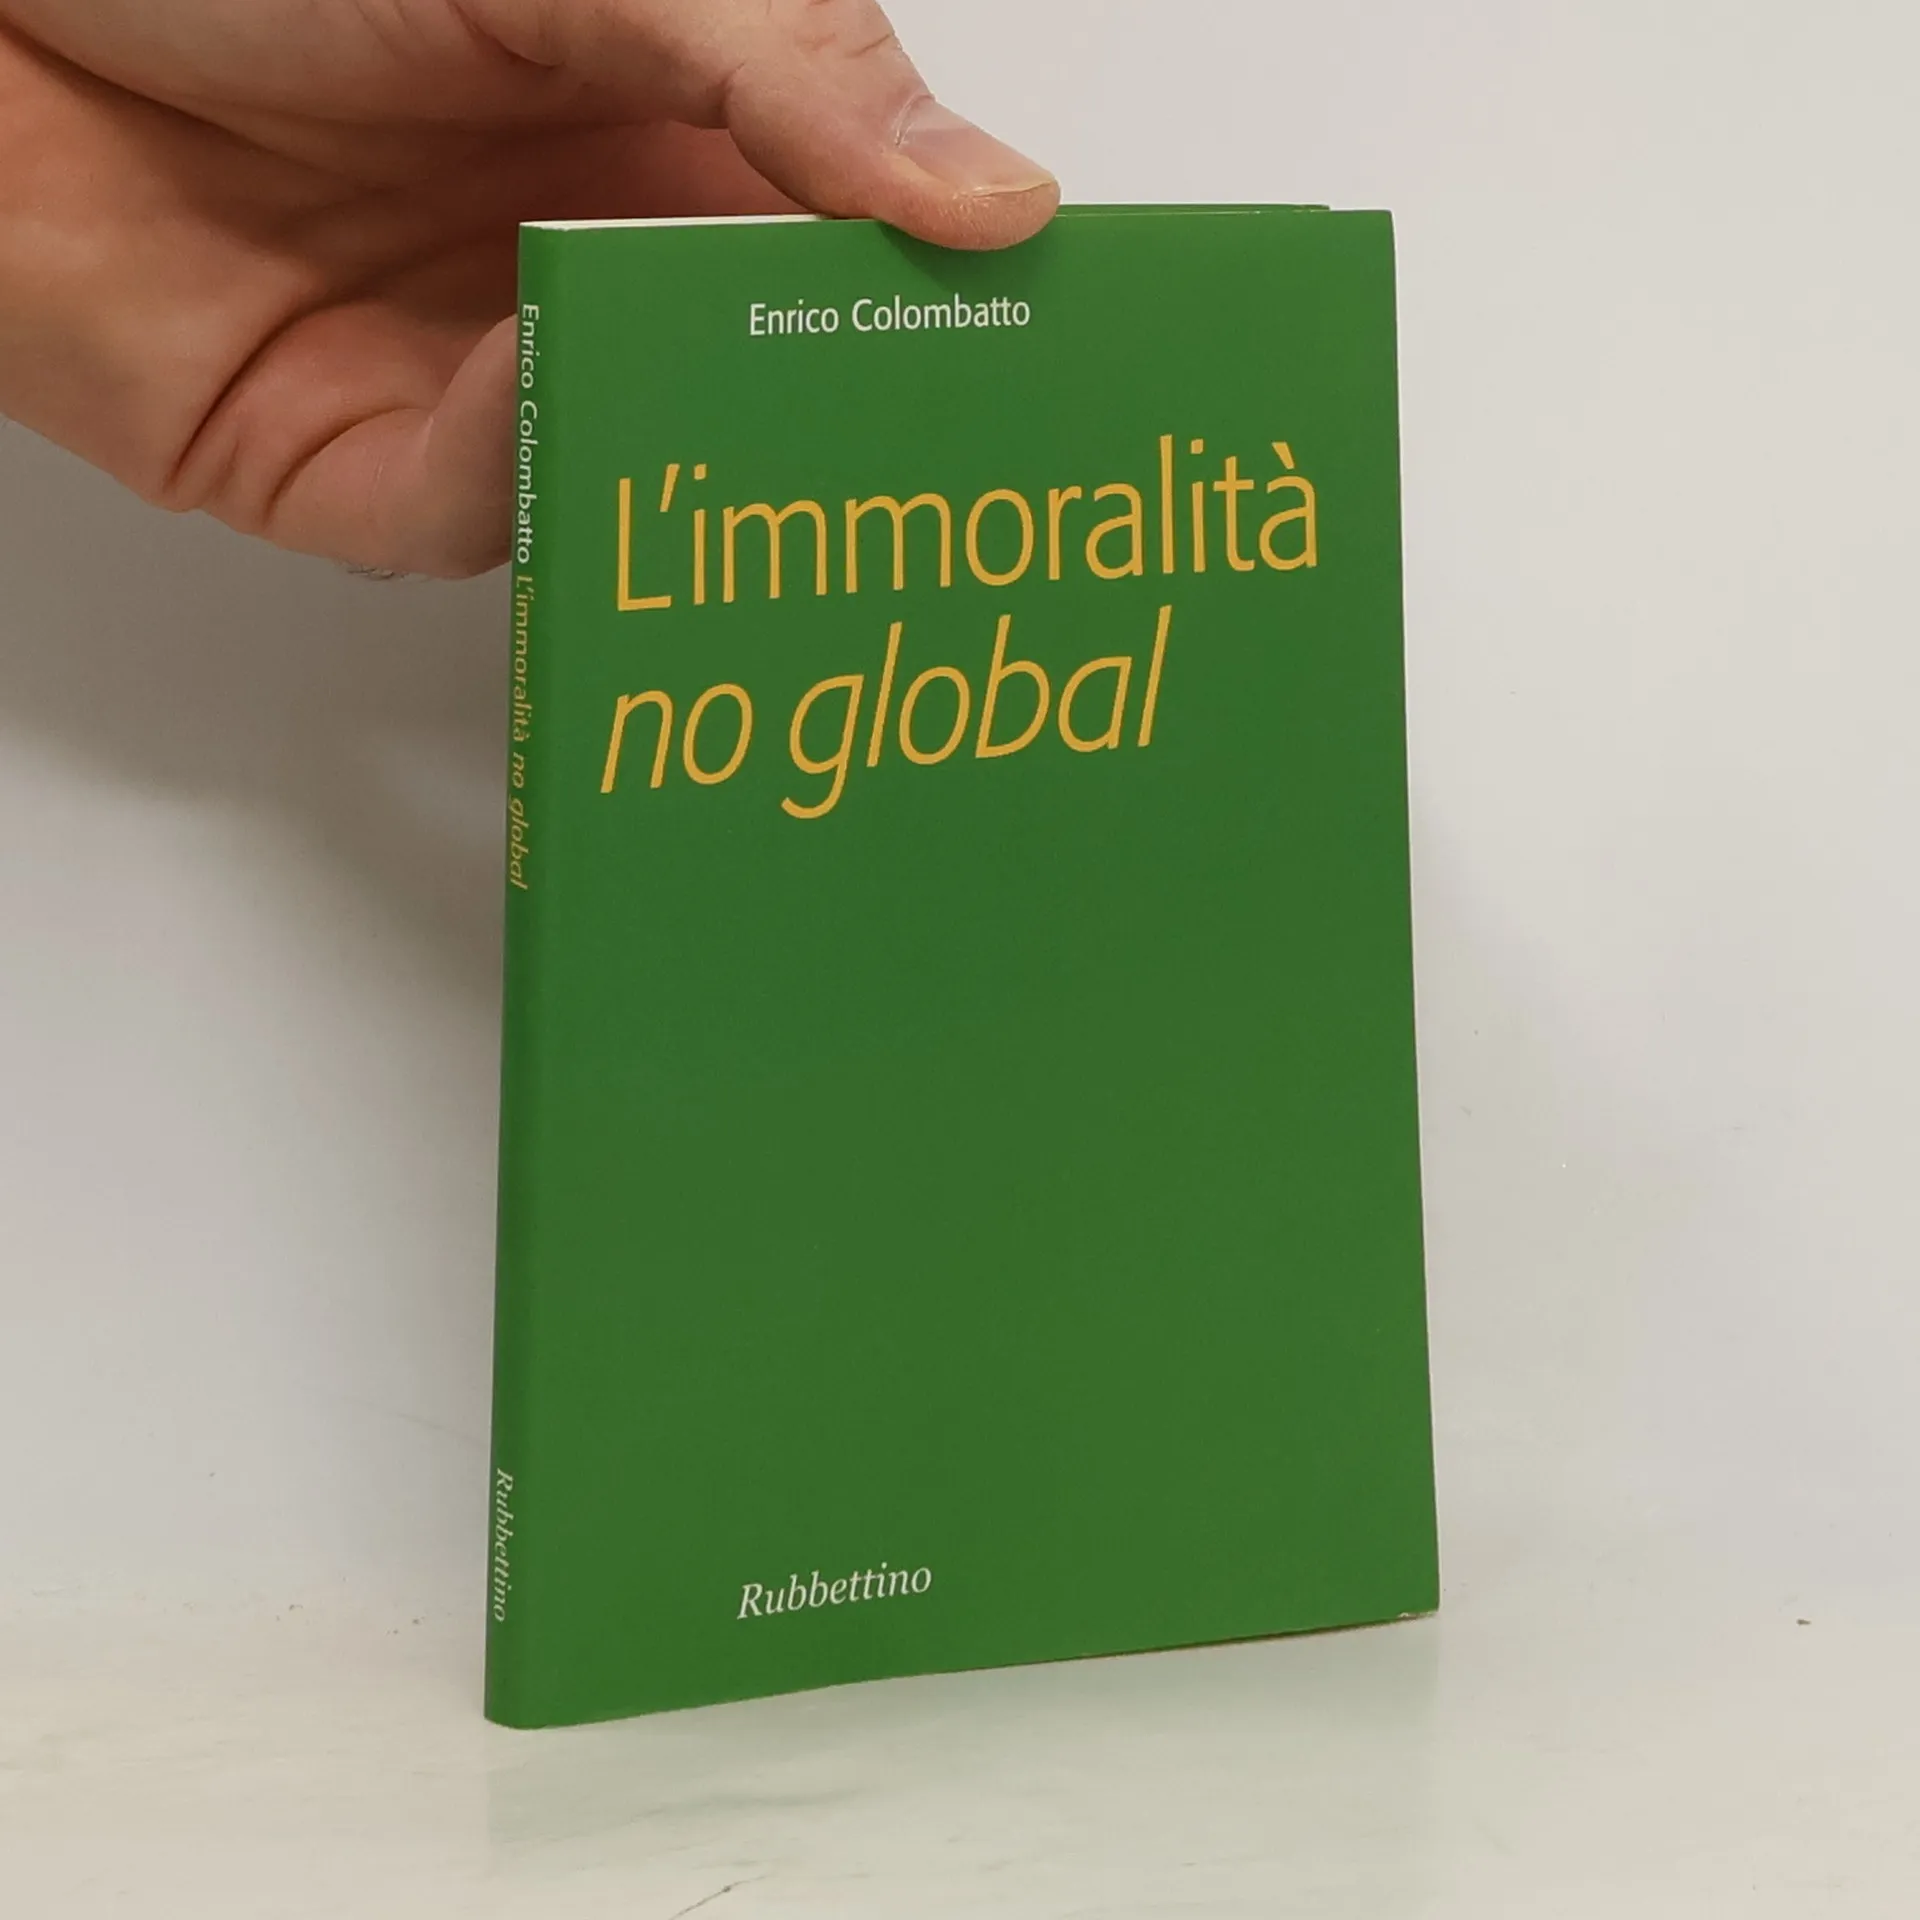 Enrico Colombatto
L'immoralità
no global
Rubbettino
Enrico Colombatto L'immoralità no global
Rubbettino